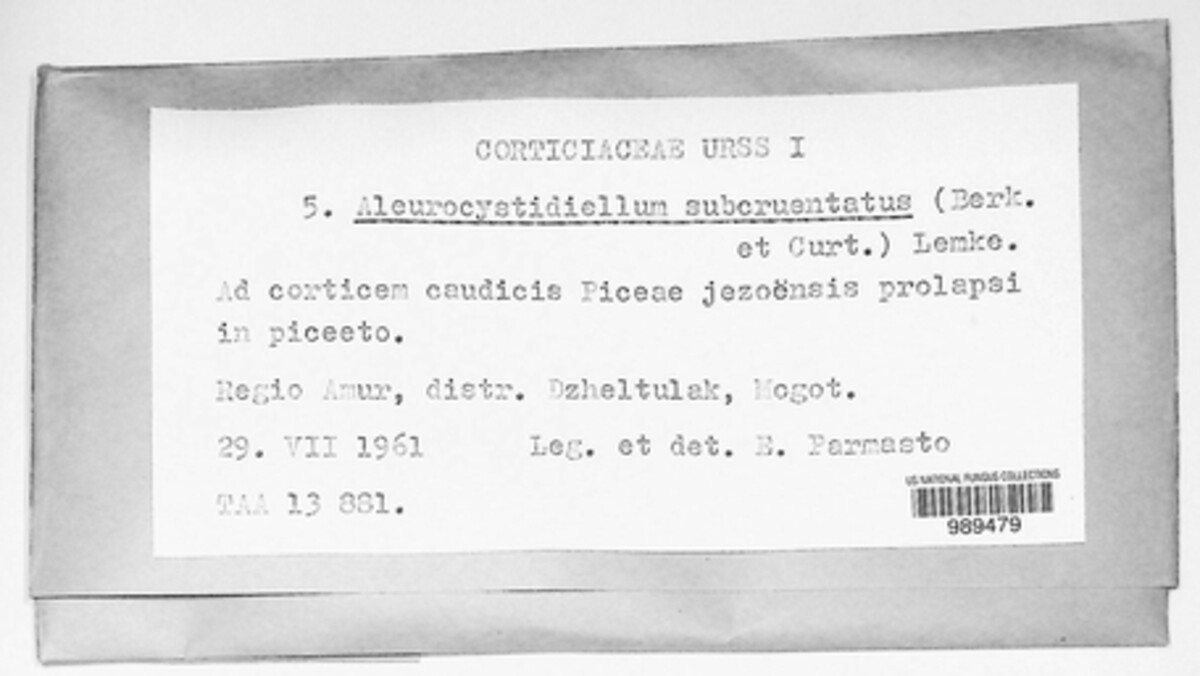 CORTICIACEAE URSS I
5. Aleurocystidiellum subcruentatus (Berk.
et Curt.) Lemke.
Ad corticem caudicis Piceae jezoënsis prolapsi
in piceeto.
Regio Amur, distr. Dzheltulak, Mogot.
29. VII 1961 Leg. et det. E. Parmasto
TAA 13 881.
US NATIONAL FUNGUS COLLECTIONS
989479